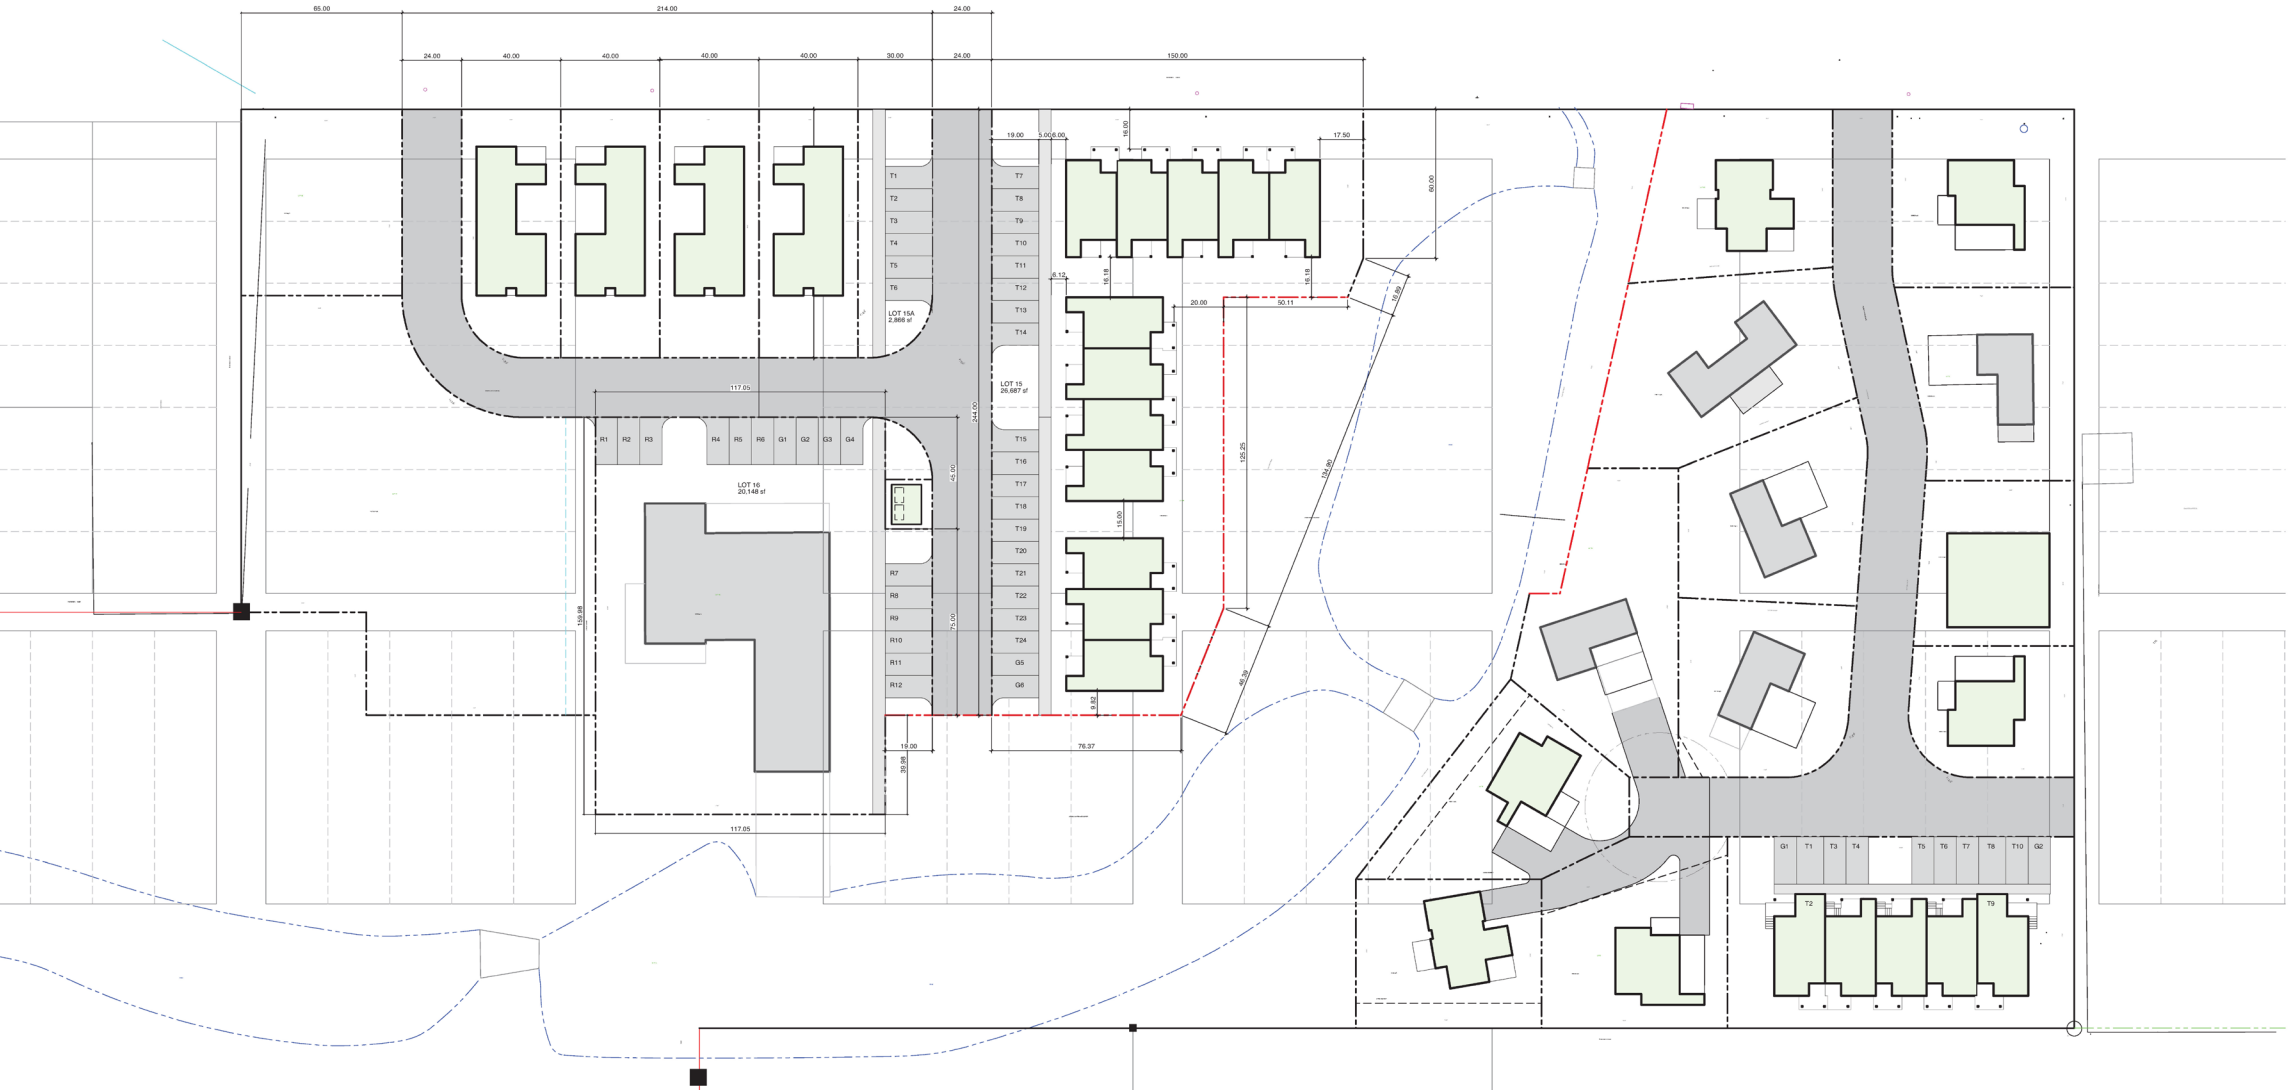 65.00
214.00
24.00
24.00
40.00
40.00
40.00
40.00
30.00
24.00
150.00
19.00
5.00
6.00
16.00
17.50
60.00
T1
T2
T3
T4
T5
T6
T7
T8
T9
T10
T11
T12
T13
T14
6.12
16.18
16.18
20.00
50.11
16.89
LOT 15A
2,866 sf
LOT 15
26,687 sf
117.05
244.00
R1
R2
R3
R4
R5
R6
G1
G2
G3
G4
LOT 16
20,148 sf
T15
T16
T17
T18
T19
T20
T21
T22
T23
T24
G5
G6
45.00
125.25
134.90
15.00
R7
R8
R9
R10
R11
R12
159.98
75.00
46.39
9.82
19.00
76.37
39.98
117.05
G1
T1
T3
T4
T5
T6
T7
T8
T10
G2
T2
T9